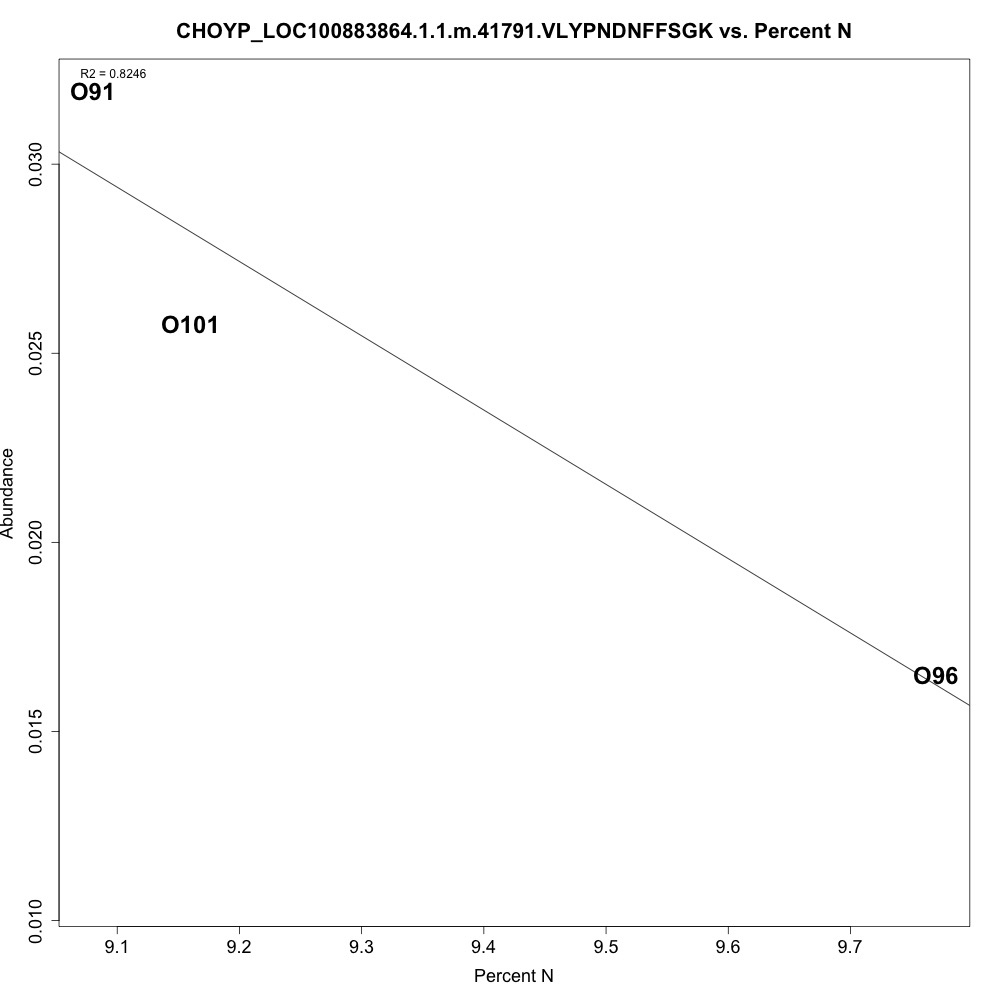 CHOYP_LOC100883864.1.1.m.41791.VLYPNDNFFSGK vs. Percent N
R2 = 0.8246
O91
O101
O96
Abundance
0.030
0.025
0.020
0.015
0.010
9.1 9.2 9.3 9.4 9.5 9.6 9.7
Percent N